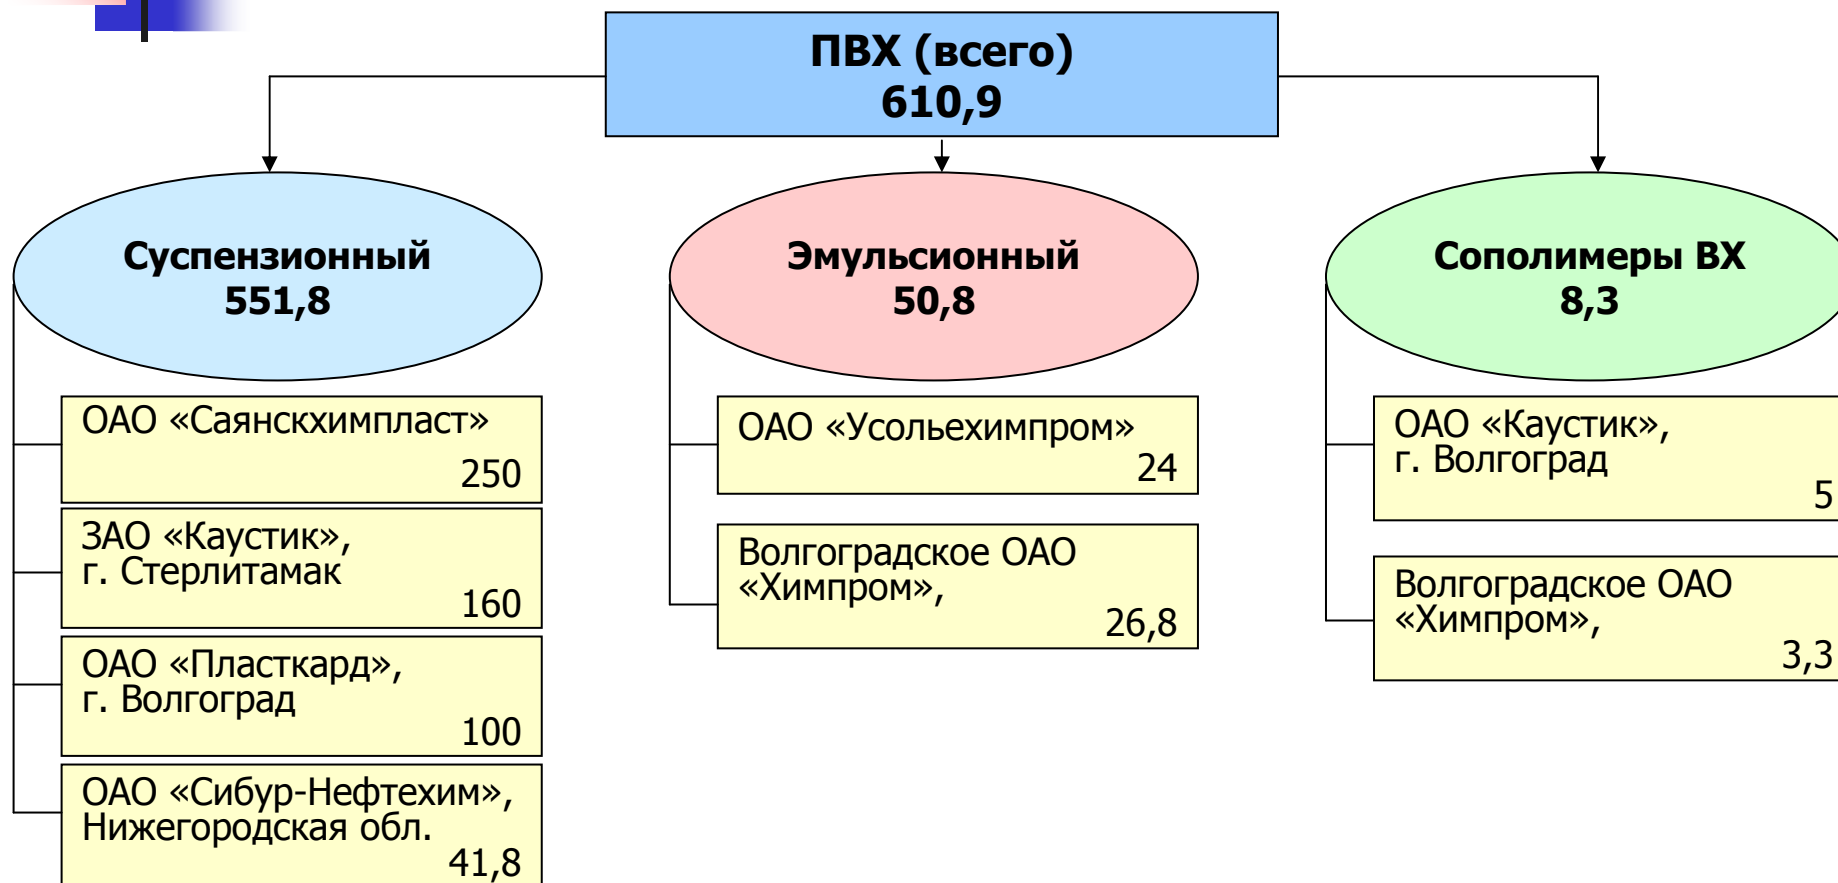 ПВХ (всего)
610,9
Суспензионный
551,8
Эмульсионный
50,8
Сополимеры ВХ
8,3
ОАО «Саянскхимпласт»
250
ЗАО «Каустик»,
г. Стерлитамак
160
ОАО «Пласткард»,
г. Волгоград
100
ОАО «Сибур-Нефтехим»,
Нижегородская обл.
41,8
ОАО «Усольехимпром»
24
Волгоградское ОАО
«Химпром»,
26,8
ОАО «Каустик»,
г. Волгоград
5
Волгоградское ОАО
«Химпром»,
3,3